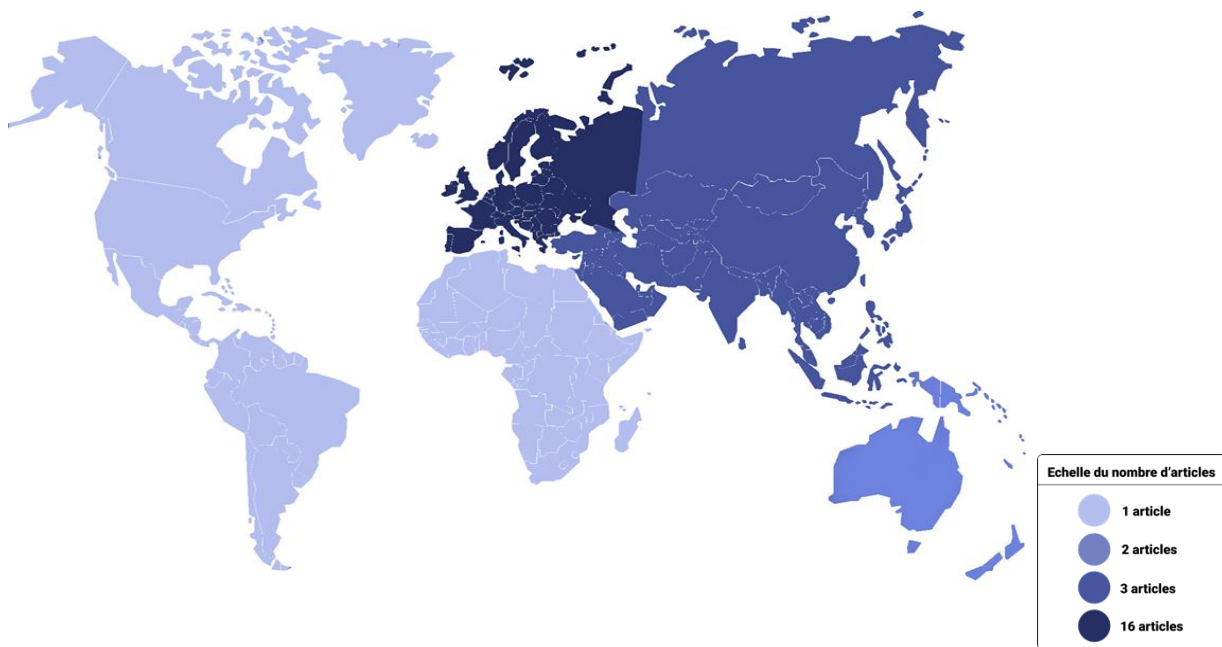 Echelle du nombre d’articles
1 article
2 articles
3 articles
16 articles